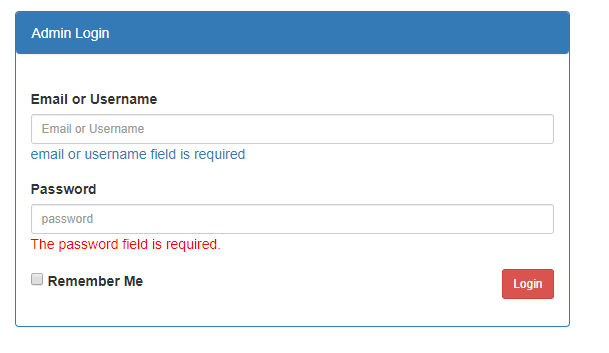 Admin Login
Email or Username
Email or Username
email or username field is required
Password
password
The password field is required.
Remember Me
Login